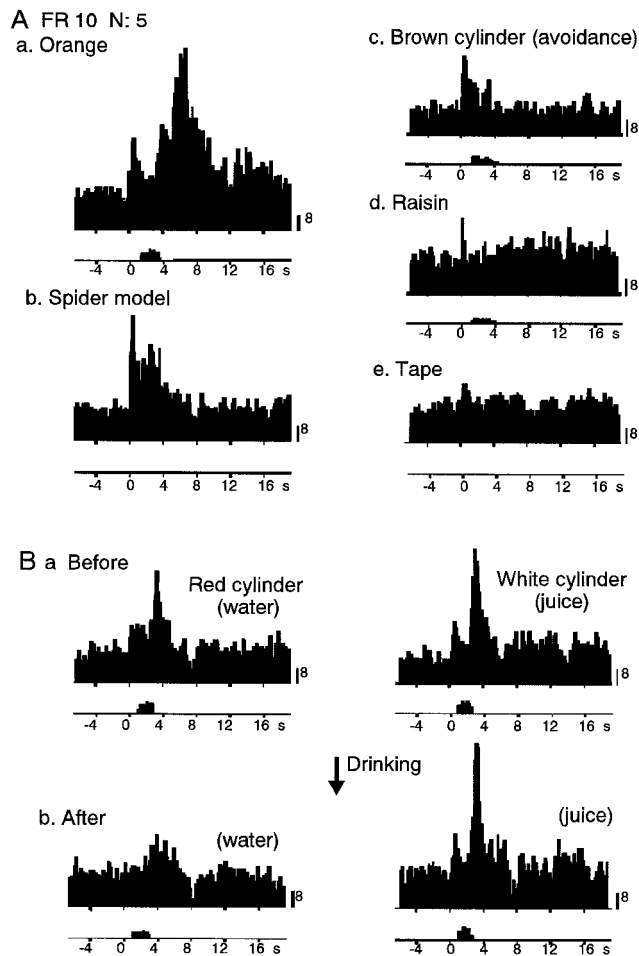 A FR 10 N: 5
a. Orange
8
-4 0 4 8 12 16 s
b. Spider model
8
-4 0 4 8 12 16 s
c. Brown cylinder (avoidance)
8
-4 0 4 8 12 16 s
d. Raisin
8
-4 0 4 8 12 16 s
e. Tape
8
-4 0 4 8 12 16 s
B a Before
Red cylinder
(water)
8
-4 0 4 8 12 16 s
White cylinder
(juice)
8
-4 0 4 8 12 16 s
Drinking
b. After
(water)
8
-4 0 4 8 12 16 s
(juice)
8
-4 0 4 8 12 16 s